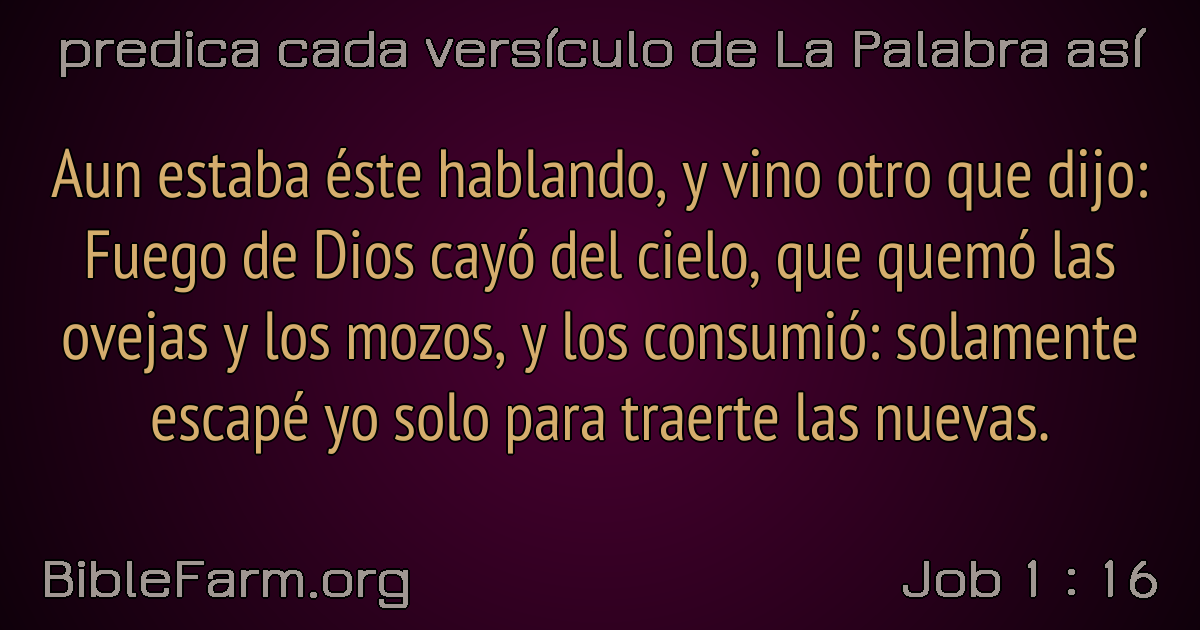 predica cada versículo de La Palabra así
Aun estaba éste hablando, y vino otro que dijo:
Fuego de Dios cayó del cielo, que quemó las
ovejas y los mozos, y los consumió: solamente
escapé yo solo para traerte las nuevas.
BibleFarm.org
Job 1 : 16